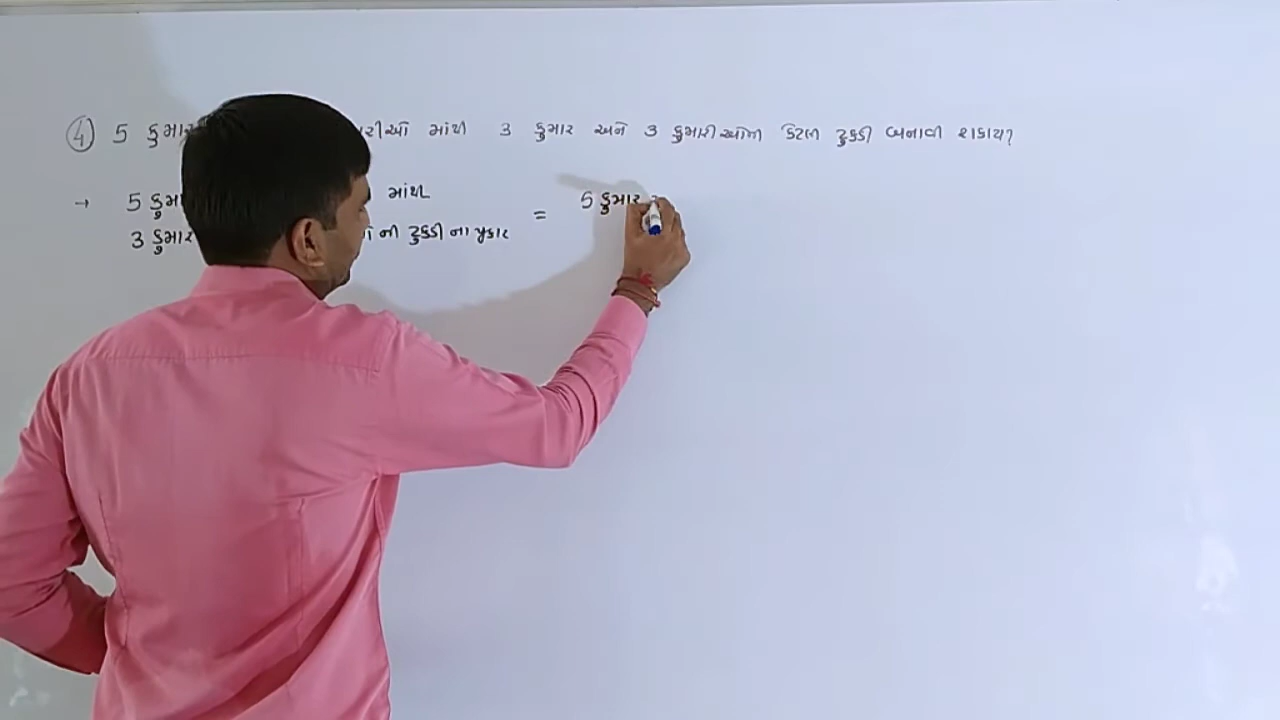 ④ 5 કુમાર રીઓ માંથી 3 કુમાર અને 3 કુમારીઓની કેટલી ટુકડી બનાવી શકાય?
→ 5 કુમા માંથી = 5 કુમાર
3 કુમાર ની ટુકડી ના પ્રકાર